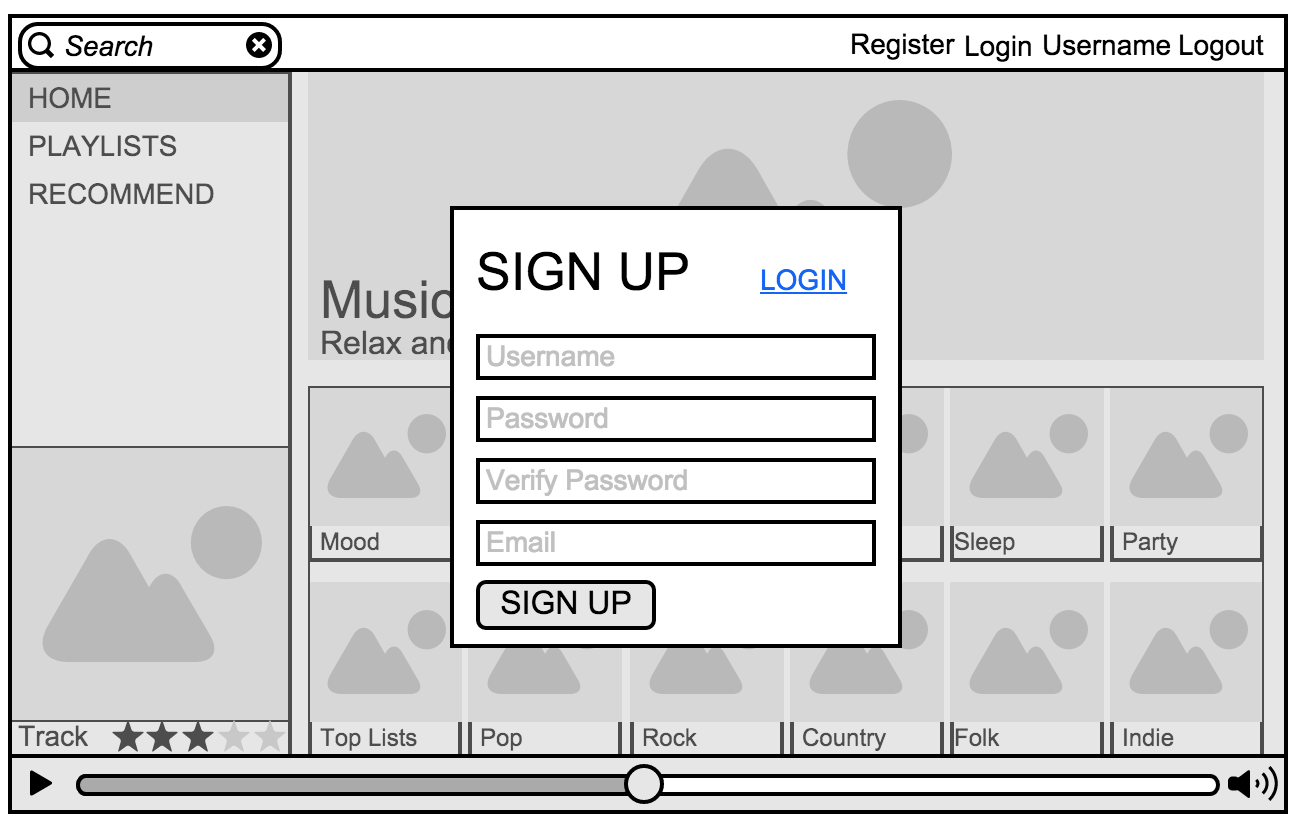 Search
Register Login Username Logout
HOME
PLAYLISTS
RECOMMEND
Music
Relax and
SIGN UP
LOGIN
Username
Password
Verify Password
Email
SIGN UP
Mood
Sleep
Party
Track
Top Lists
Pop
Rock
Country
Folk
Indie